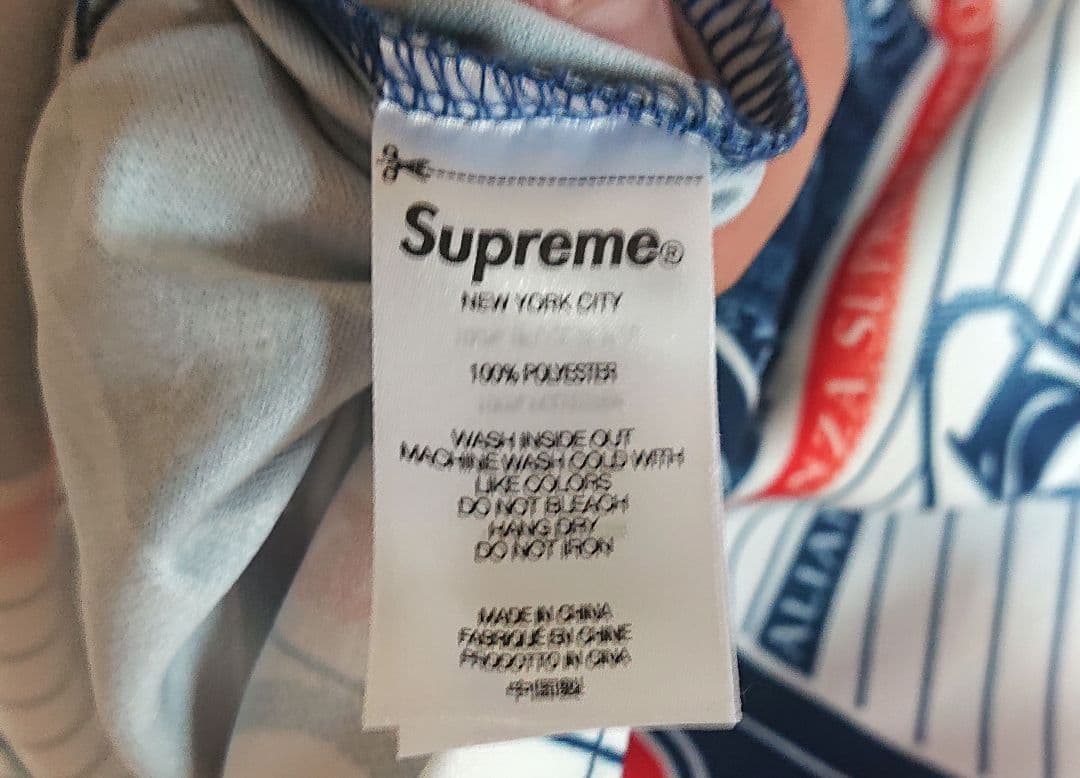 Supreme®
NEW YORK CITY
100% POLYESTER
WASH INSIDE OUT
MACHINE WASH COLD WITH
LIKE COLORS
DO NOT BLEACH
HANG DRY
DO NOT IRON
MADE IN CHINA
FABRIQUÉ EN CHINE
PRODOTTO IN CINA